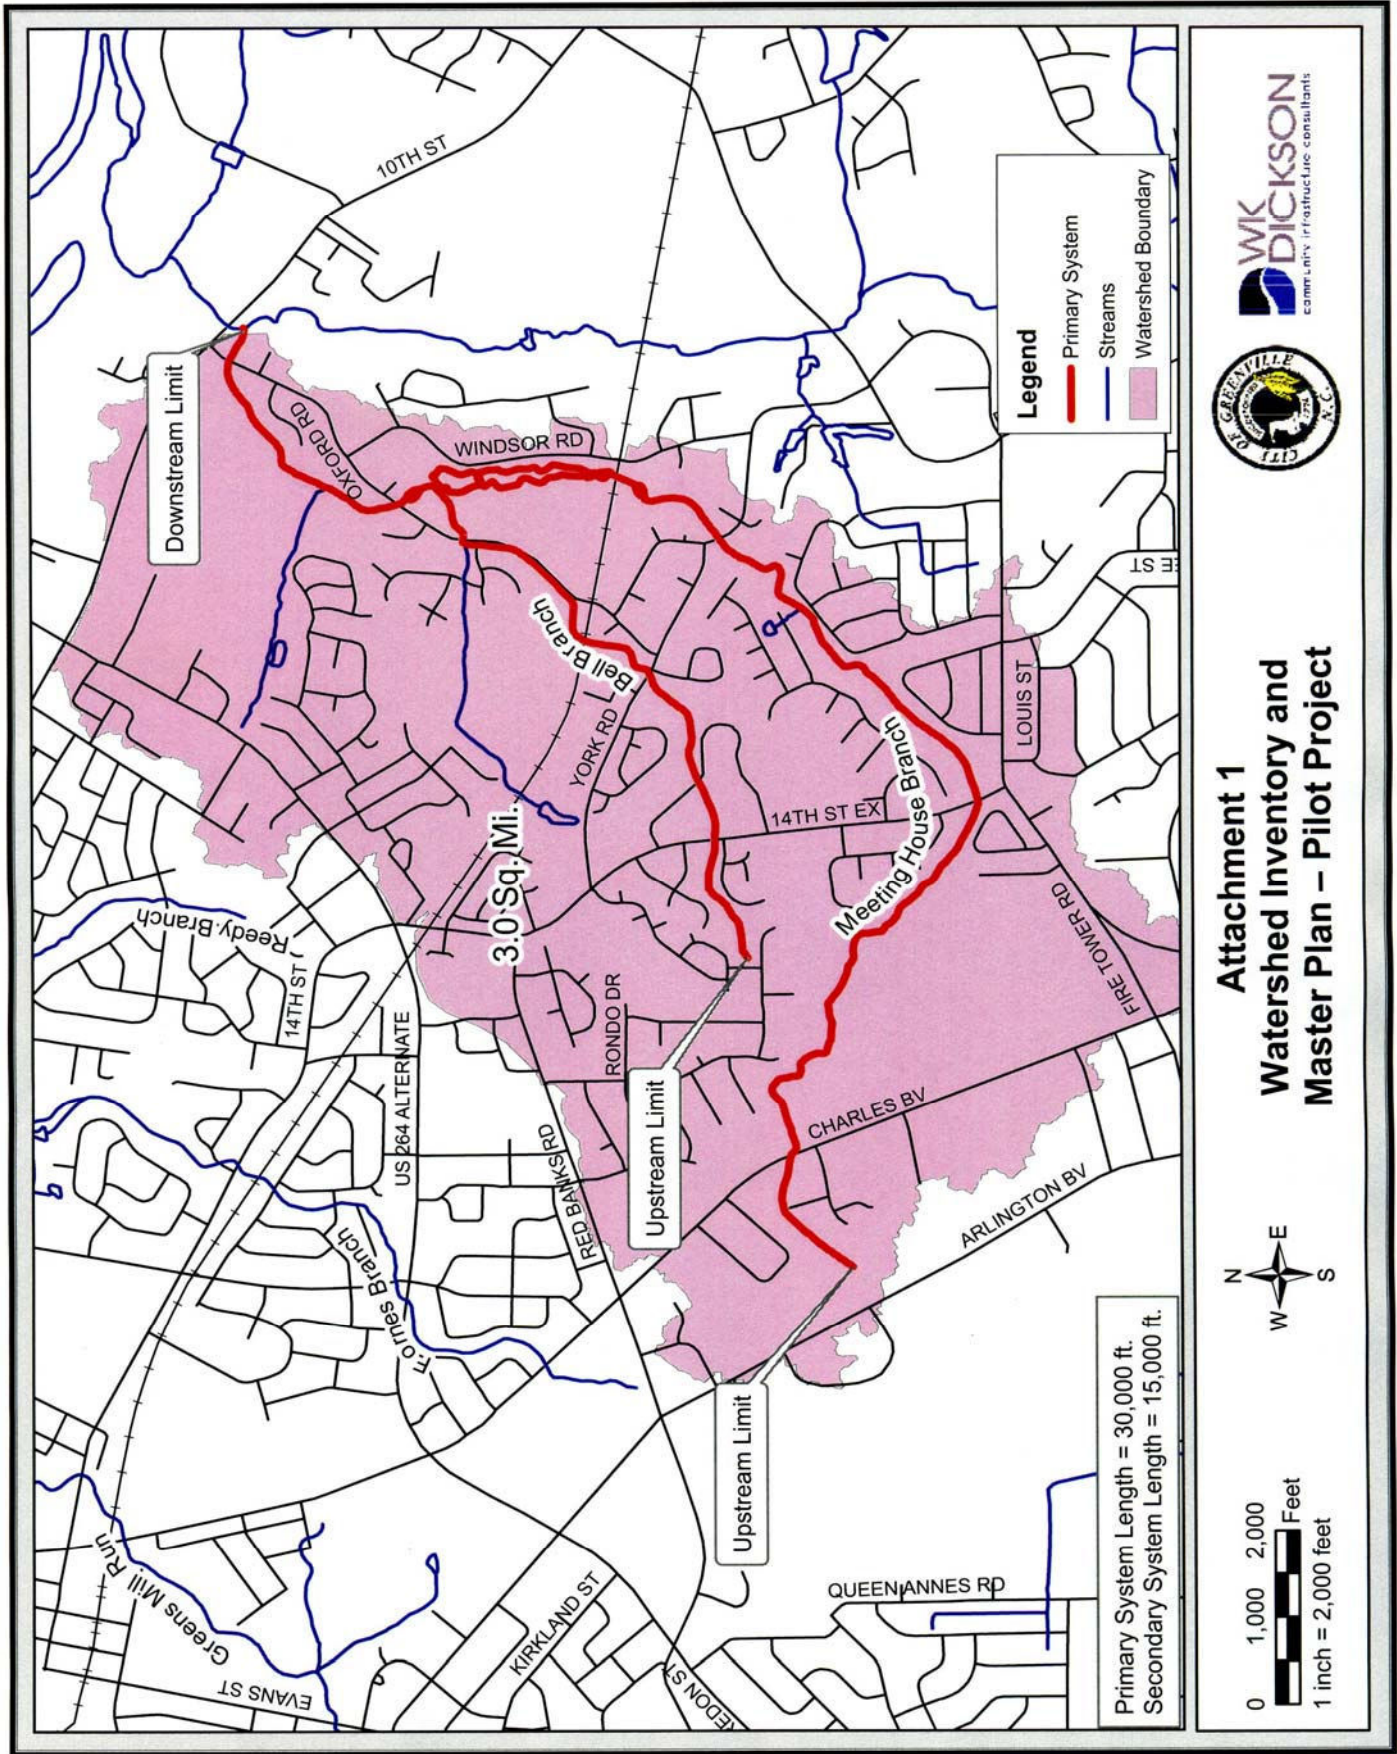 Greens Mill Run
EVANS ST
KIRKLAND ST
REDON ST
QUEEN ANNES RD
Fornes Branch
US 264 ALTERNATE
14TH ST
Reedy Branch
RED BANKS RD
RONDO DR
3.0 Sq. Mi.
YORK RD
Bell Branch
14TH ST EX
Meeting House Branch
CHARLES BV
ARLINGTON BV
FIRE TOWER RD
LOUIS ST
EE ST
WINDSOR RD
OXFORD RD
10TH ST
Downstream Limit
Upstream Limit
Upstream Limit
Primary System Length = 30,000 ft.
Secondary System Length = 15,000 ft.
Legend
Primary System
Streams
Watershed Boundary
0 1,000 2,000
Feet
1 inch = 2,000 feet
N
W E
S
Attachment 1
Watershed Inventory and
Master Plan – Pilot Project
CITY OF GREENVILLE
N.C.
WK
DICKSON
community infrastructure consultants